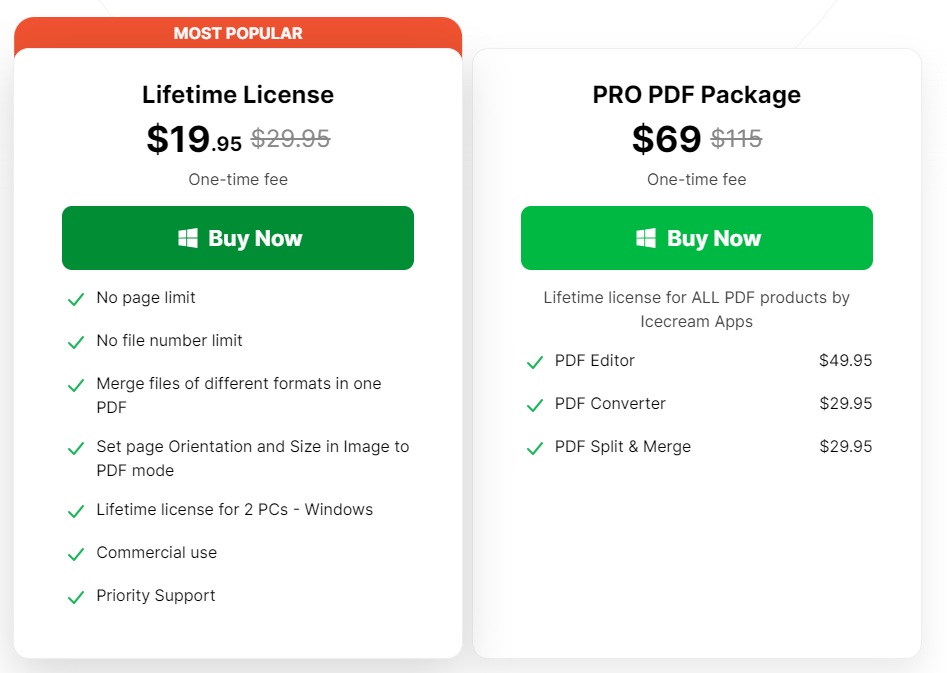 MOST POPULAR
Lifetime License
$19.95 $29.95
One-time fee
Buy Now
No page limit
No file number limit
Merge files of different formats in one
PDF
Set page Orientation and Size in Image to
PDF mode
Lifetime license for 2 PCs - Windows
Commercial use
Priority Support
PRO PDF Package
$69 $115
One-time fee
Buy Now
Lifetime license for ALL PDF products by
Icecream Apps
PDF Editor $49.95
PDF Converter $29.95
PDF Split & Merge $29.95